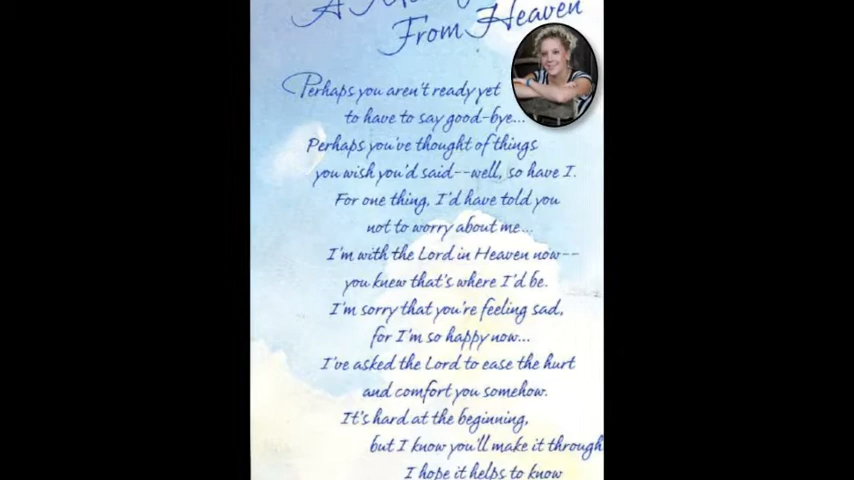 A
From Heaven
Perhaps you aren't ready yet
to have to say good-bye...
Perhaps you've thought of things
you wish you'd said--well, so have I.
For one thing, I'd have told you
not to worry about me...
I'm with the Lord in Heaven now--
you knew that's where I'd be.
I'm sorry that you're feeling sad,
for I'm so happy now...
I've asked the Lord to ease the hurt
and comfort you somehow.
It's hard at the beginning,
but I know you'll make it through
I hope it helps to know